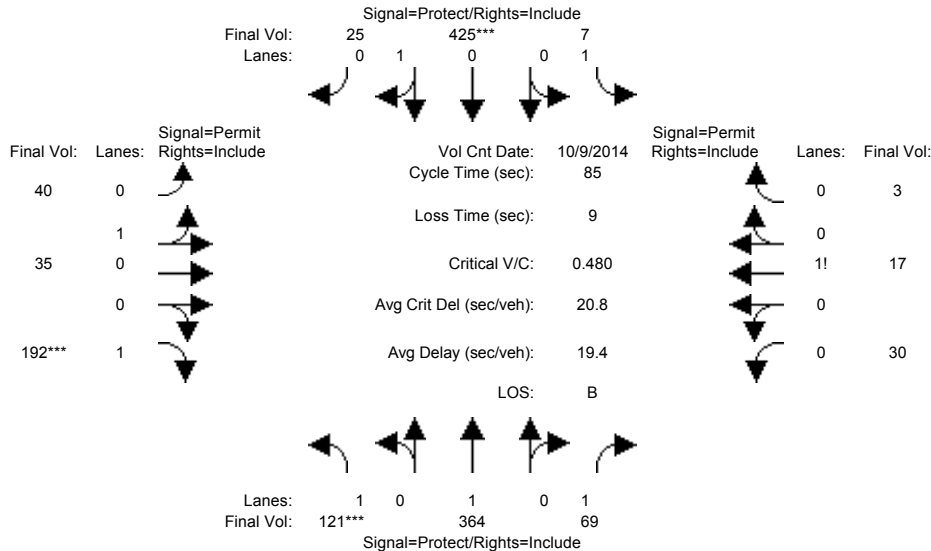 Signal=Protect/Rights=Include
Final Vol: 25 425*** 7
Lanes: 0 1 0 0 1
Signal=Permit Signal=Permit
Final Vol: Lanes: Rights=Include Vol Cnt Date: 10/9/2014 Rights=Include Lanes: Final Vol:
Cycle Time (sec): 85
40 0 0 3
Loss Time (sec): 9
1 0
35 0 Critical V/C: 0.480 1! 17
0 Avg Crit Del (sec/veh): 20.8 0
192*** 1 Avg Delay (sec/veh): 19.4 0 30
LOS: B
Lanes: 1 0 1 0 1
Final Vol: 121*** 364 69
Signal=Protect/Rights=Include